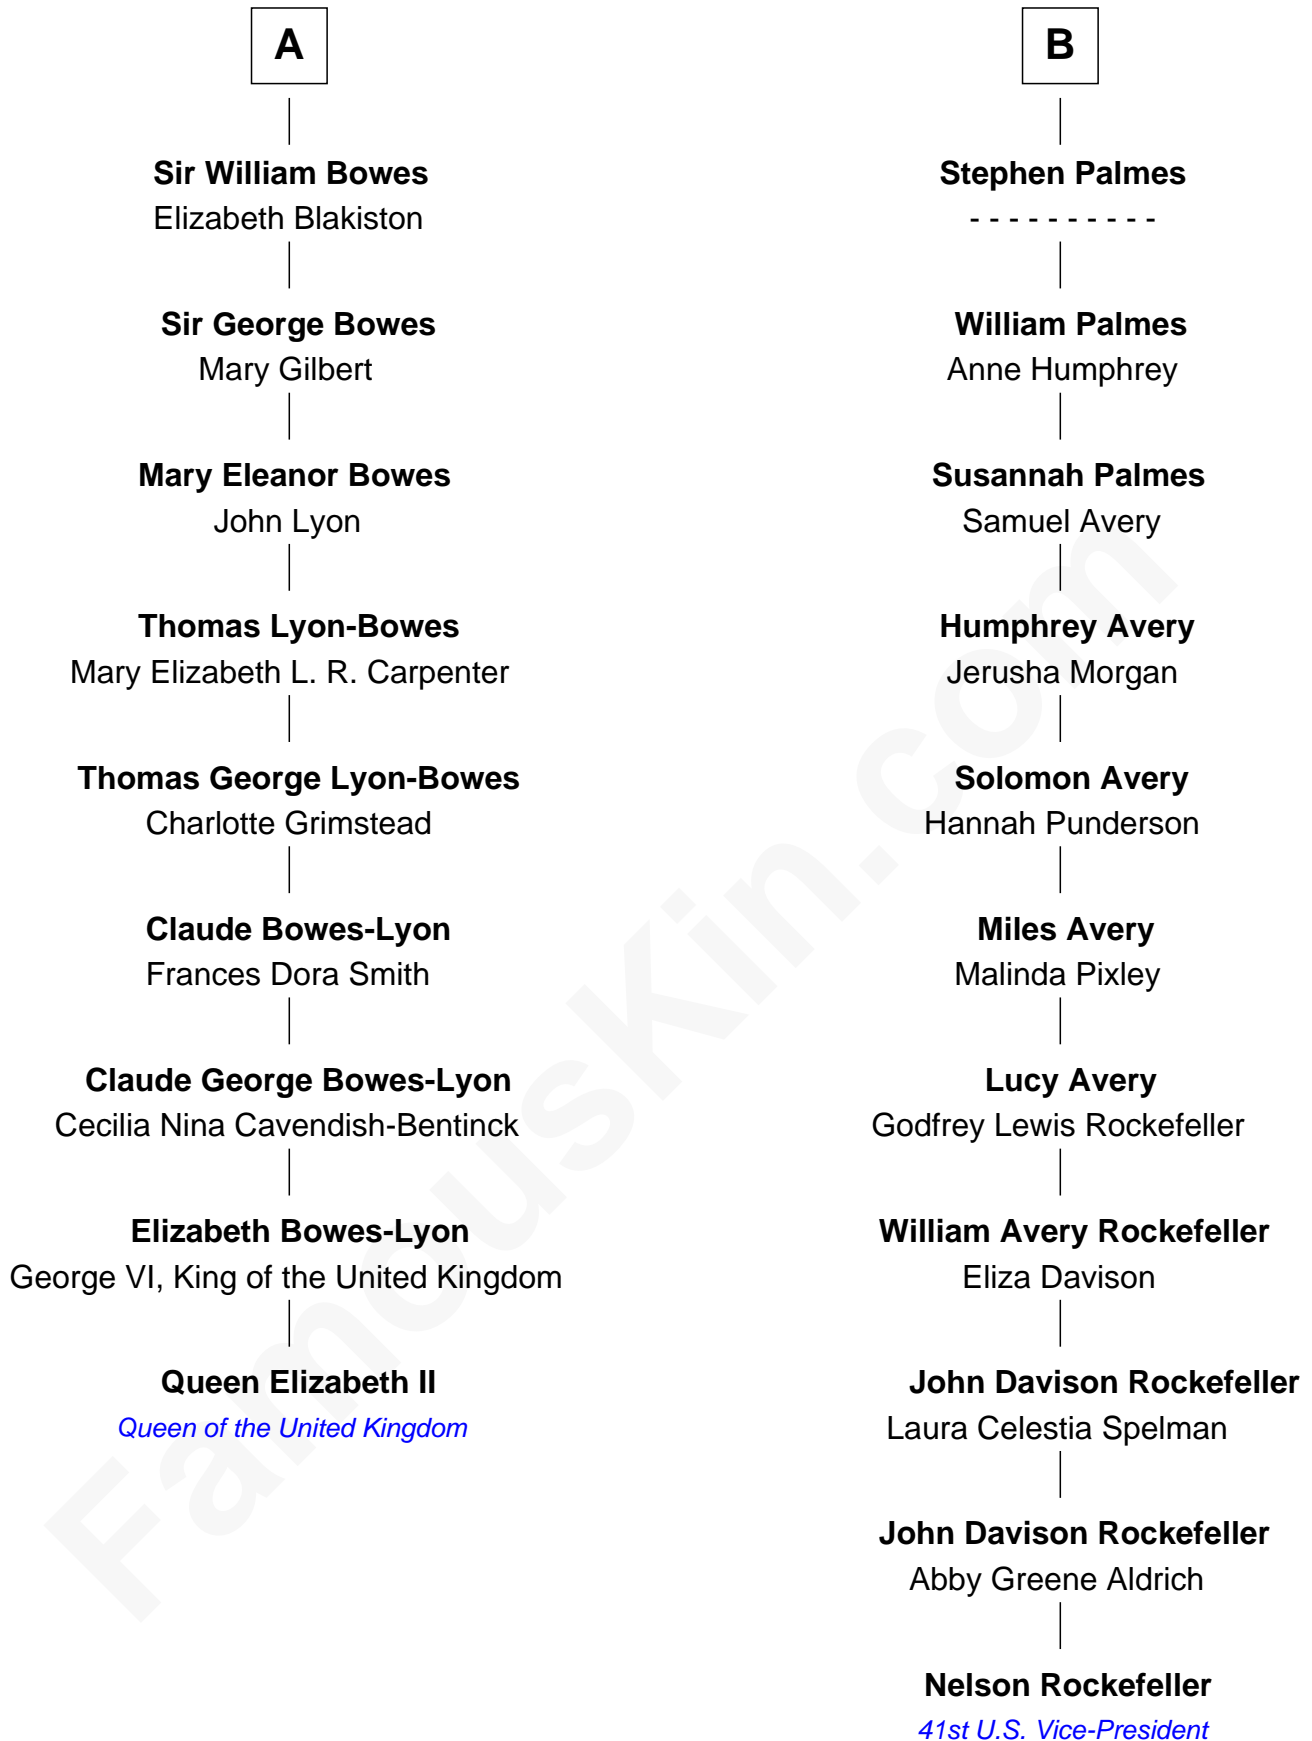 A
Sir William Bowes
Elizabeth Blakiston
Sir George Bowes
Mary Gilbert
Mary Eleanor Bowes
John Lyon
Thomas Lyon-Bowes
Mary Elizabeth L. R. Carpenter
Thomas George Lyon-Bowes
Charlotte Grimstead
Claude Bowes-Lyon
Frances Dora Smith
Claude George Bowes-Lyon
Cecilia Nina Cavendish-Bentinck
Elizabeth Bowes-Lyon
George VI, King of the United Kingdom
Queen Elizabeth II
Queen of the United Kingdom
B
Stephen Palmes
- - - - - - - - - -
William Palmes
Anne Humphrey
Susannah Palmes
Samuel Avery
Humphrey Avery
Jerusha Morgan
Solomon Avery
Hannah Punderson
Miles Avery
Malinda Pixley
Lucy Avery
Godfrey Lewis Rockefeller
William Avery Rockefeller
Eliza Davison
John Davison Rockefeller
Laura Celestia Spelman
John Davison Rockefeller
Abby Greene Aldrich
Nelson Rockefeller
41st U.S. Vice-President
FamousKin.com